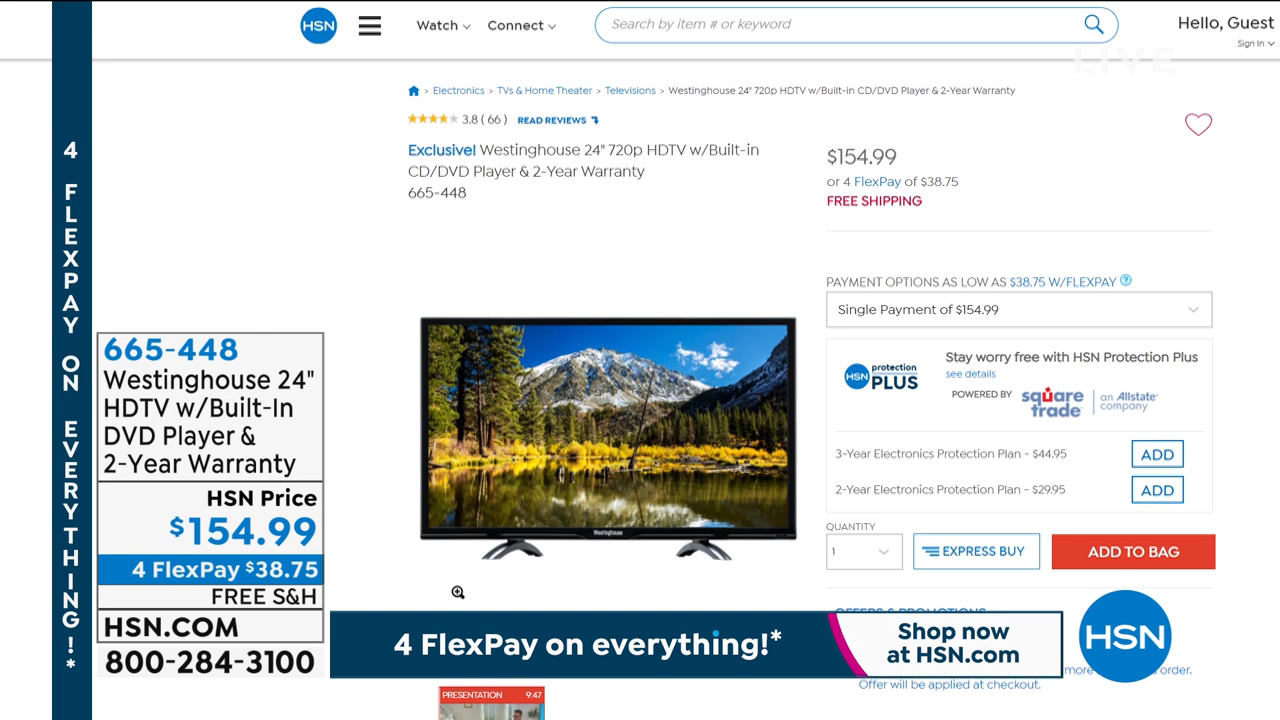 HSN
Watch
Connect
Search by item # or keyword
Hello, Guest
Sign In
LIVE
> Electronics > TVs & Home Theater > Televisions > Westinghouse 24" 720p HDTV w/Built-in CD/DVD Player & 2-Year Warranty
3.8 ( 66 ) READ REVIEWS
Exclusive! Westinghouse 24" 720p HDTV w/Built-in
CD/DVD Player & 2-Year Warranty
665-448
$154.99
or 4 FlexPay of $38.75
FREE SHIPPING
PAYMENT OPTIONS AS LOW AS $38.75 W/FLEXPAY ?
Single Payment of $154.99
HSN protection PLUS
Stay worry free with HSN Protection Plus
see details
POWERED BY square trade | an Allstate company
3-Year Electronics Protection Plan - $44.95
ADD
2-Year Electronics Protection Plan - $29.95
ADD
QUANTITY
1
EXPRESS BUY
ADD TO BAG
OFFERS & PROMOTIONS
more
order.
Offer will be applied at checkout.
Westinghouse
4 FLEXPAY ON EVERYTHING!*
665-448
Westinghouse 24"
HDTV w/Built-In
DVD Player &
2-Year Warranty
HSN Price
$154.99
4 FlexPay $38.75
FREE S&H
HSN.COM
800-284-3100
4 FlexPay on everything!*
Shop now
at HSN.com
HSN
PRESENTATION 9:47